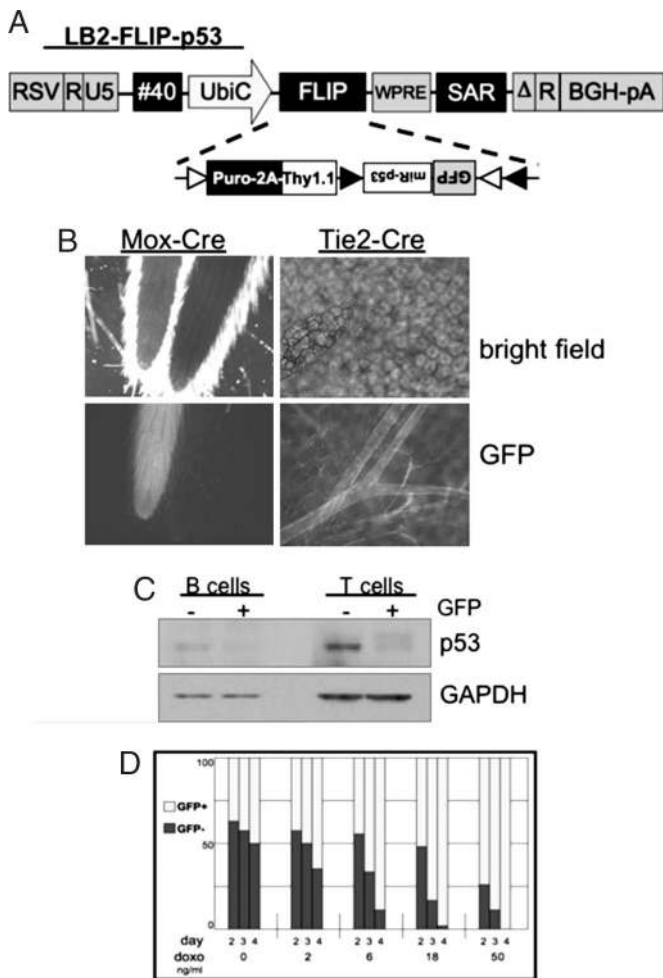 A
LB2-FLIP-p53
RSV R U5 #40 UbiC FLIP WPRE SAR Δ R BGH-pA
Puro-2A-Thy1.1 miR-p53 GFP
B Mox-Cre Tie2-Cre
bright field
GFP
C B cells T cells
- + - + GFP
p53
GAPDH
D
100
GFP+
GFP-
50
0
day 2 3 4 2 3 4 2 3 4 2 3 4 2 3 4
doxo 0 2 6 18 50
ng/ml